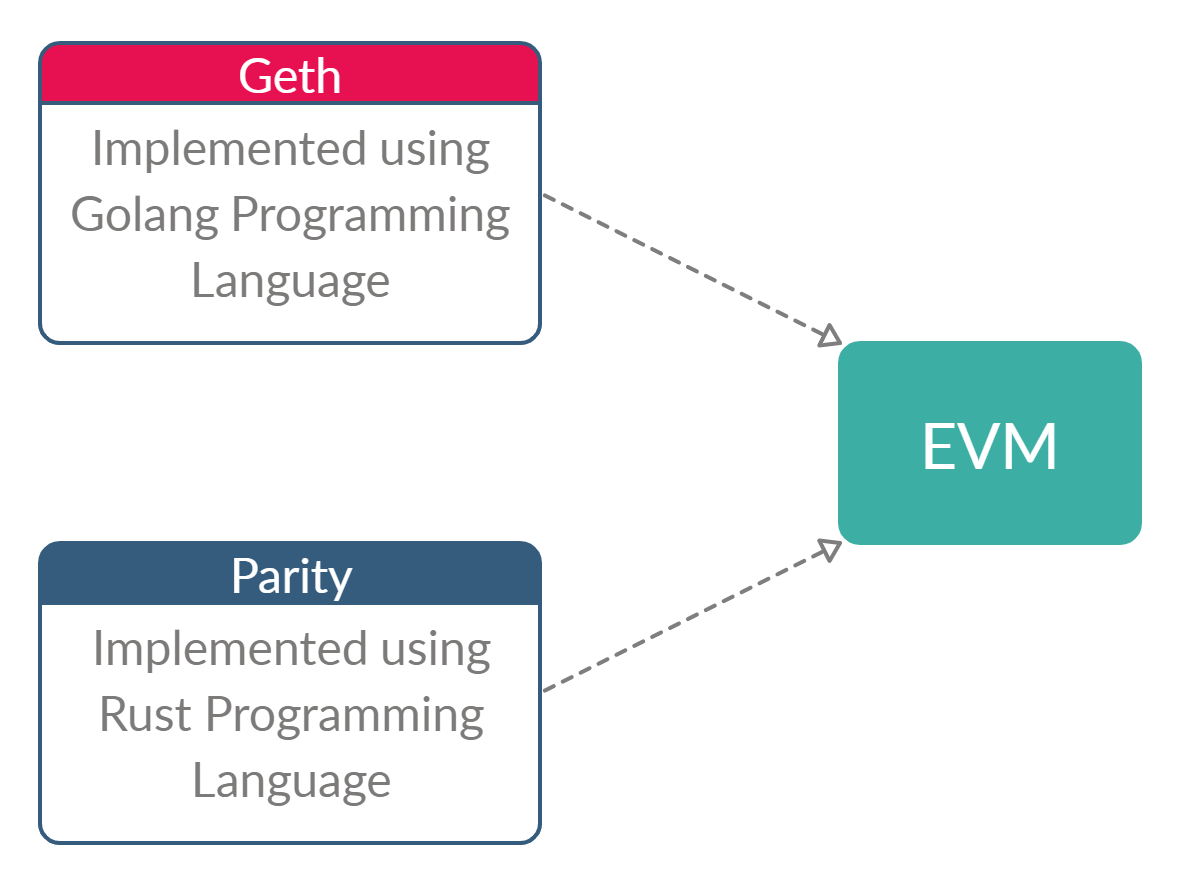 Geth
Implemented using
Golang Programming
Language
EVM
Parity
Implemented using
Rust Programming
Language